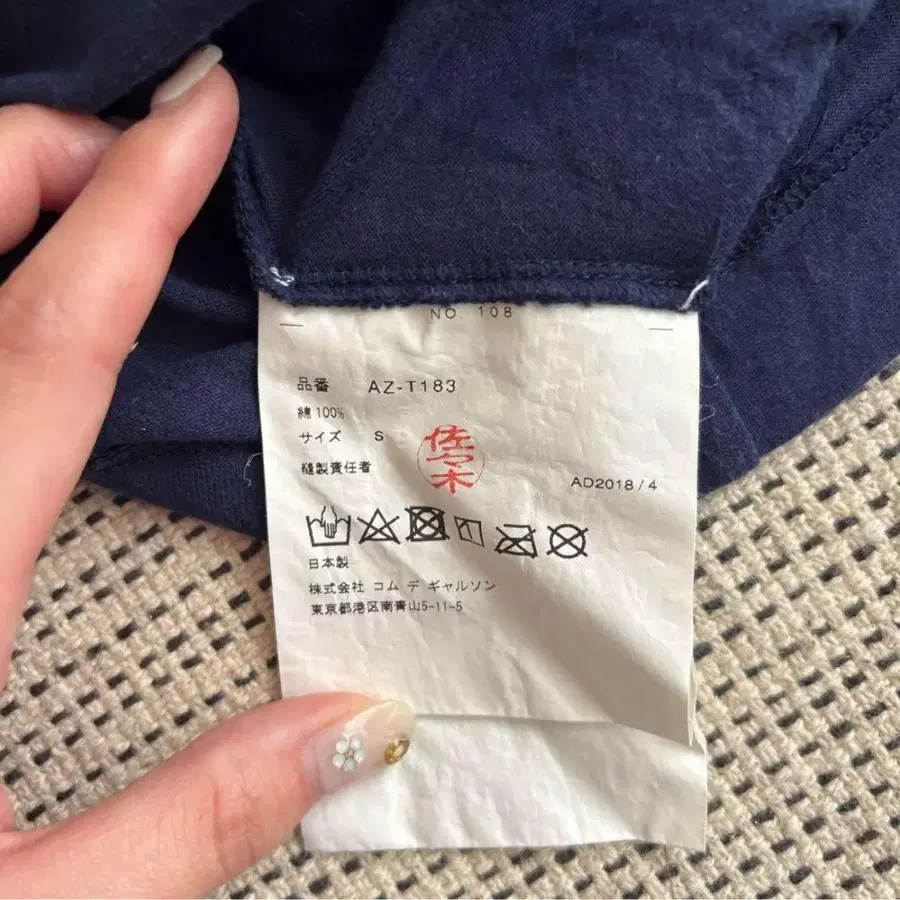 NO. 108
品番 AZ-T183
綿 100%
サイズ S
縫製責任者
佐々木
AD2018/4
日本製
株式会社 コム デ ギャルソン
東京都港区南青山5-11-5